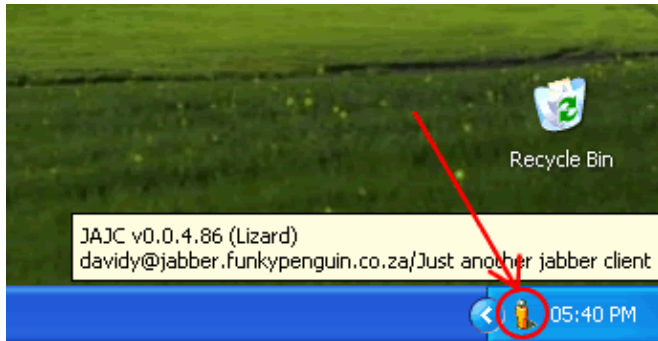 Recycle Bin
JAJC v0.0.4.86 (Lizard)
davidy@jabber.funkypenguin.co.za/Just another jabber client
05:40 PM